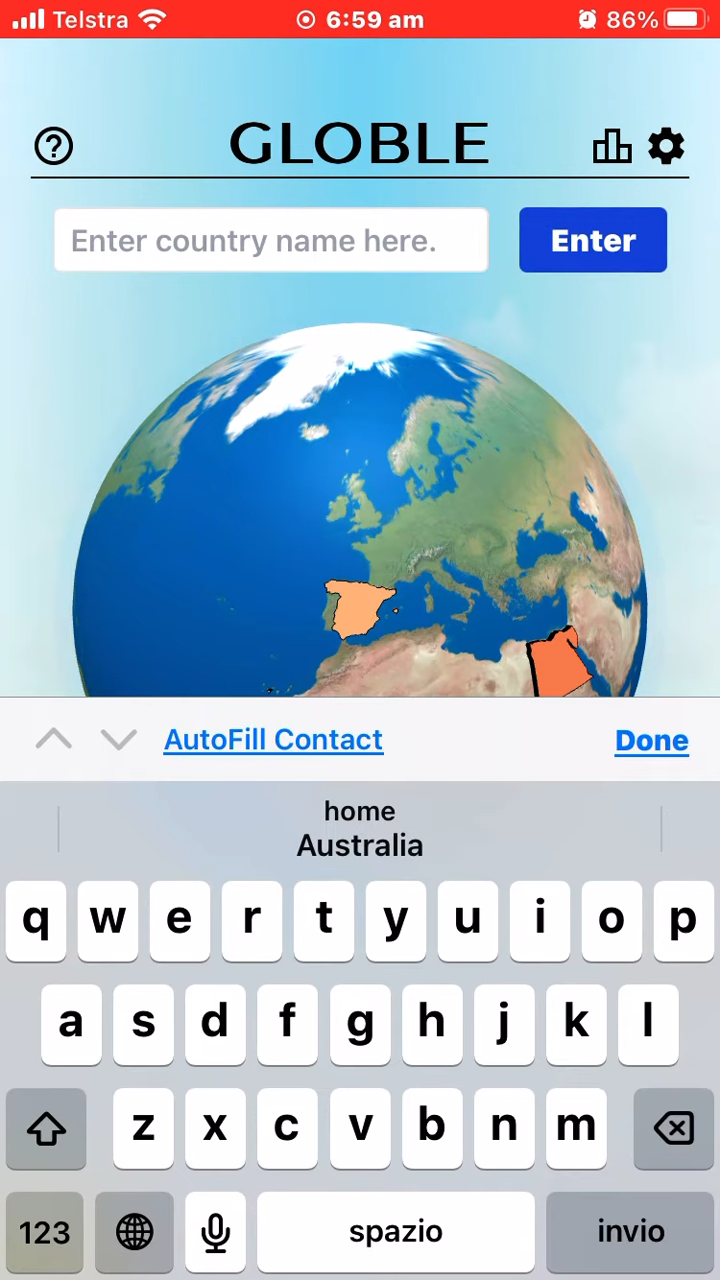 Telstra 6:59 am 86%
GLOBLE
Enter country name here. Enter
AutoFill Contact Done
home
Australia
q w e r t y u i o p
a s d f g h j k l
z x c v b n m
123 spazio invio